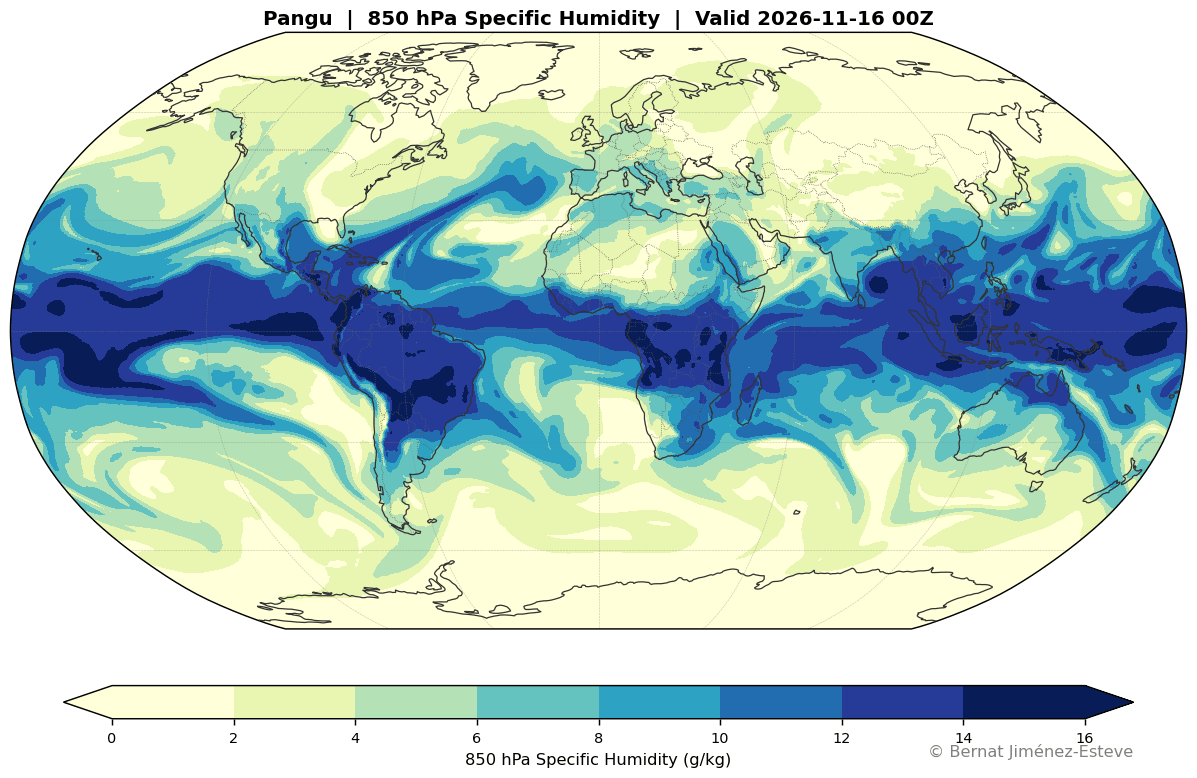 Pangu | 850 hPa Specific Humidity | Valid 2026-11-16 00Z
0 2 4 6 8 10 12 14 16
© Bernat Jiménez-Esteve
850 hPa Specific Humidity (g/kg)